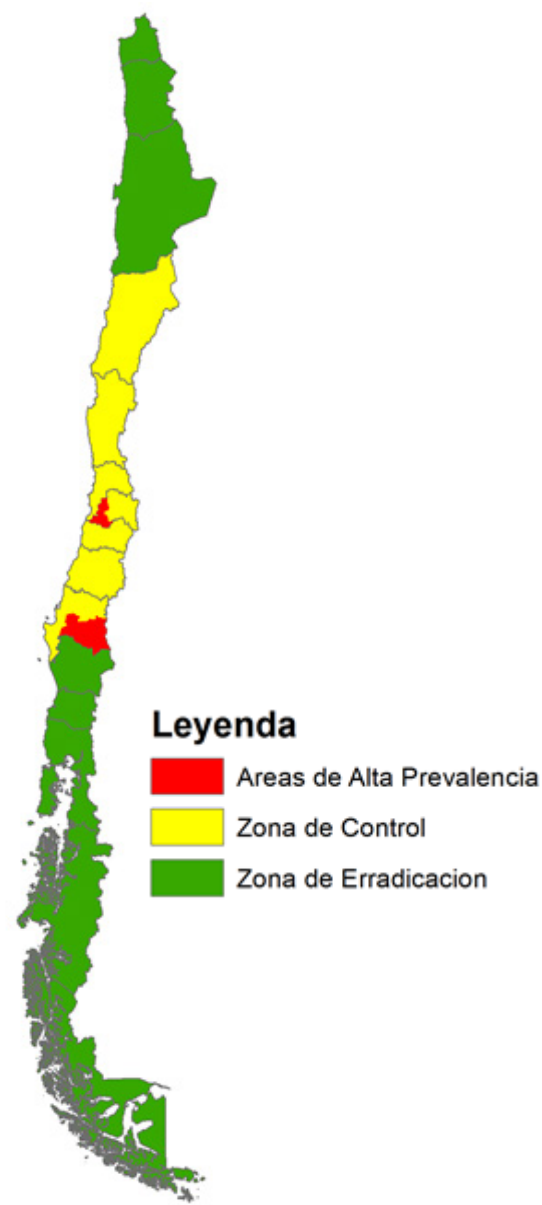 Leyenda
Areas de Alta Prevalencia
Zona de Control
Zona de Erradicacion